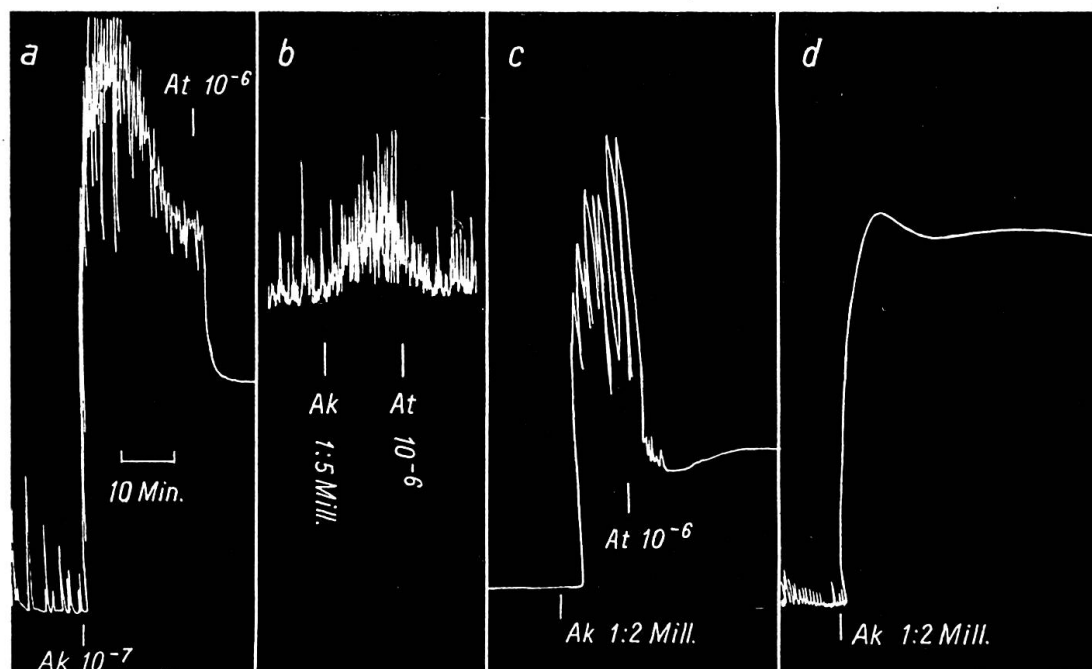 a
At 10⁻⁶
10 Min.
Ak 10⁻⁷
b
Ak 1:5 Mill.
At 10⁻⁶
c
At 10⁻⁶
Ak 1:2 Mill.
d
Ak 1:2 Mill.